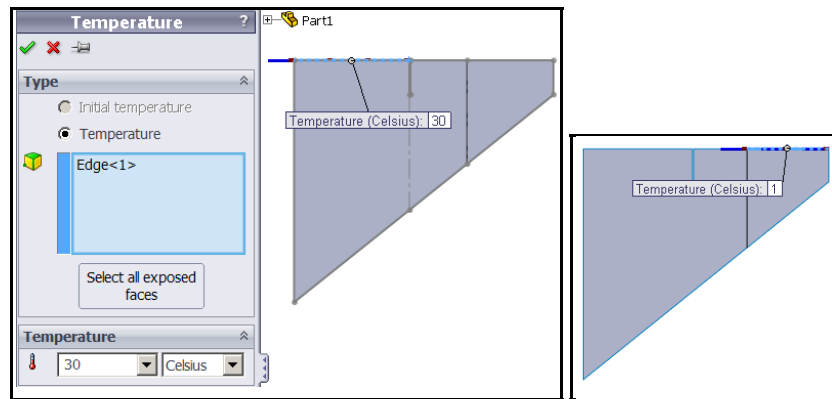 Temperature ?
Part1
Type
Initial temperature
Temperature
Edge<1>
Select all exposed
faces
Temperature
30 Celsius
Temperature (Celsius): 30
Temperature (Celsius): 1